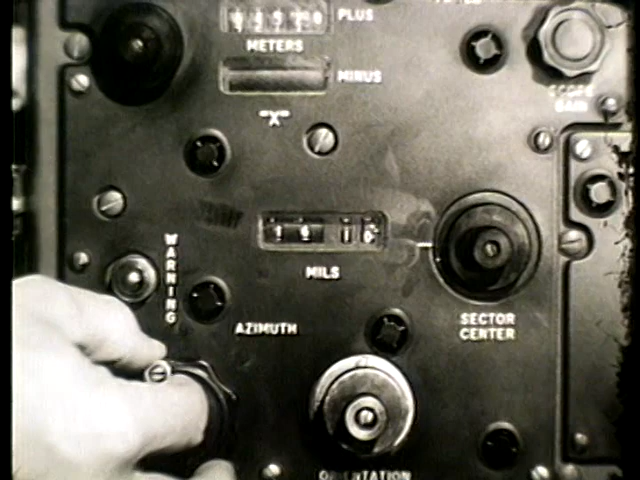 PLUS
METERS
MINUS
"X"
SCOPE
GAIN
WARNING
MILS
AZIMUTH
SECTOR
CENTER
ORIENTATION